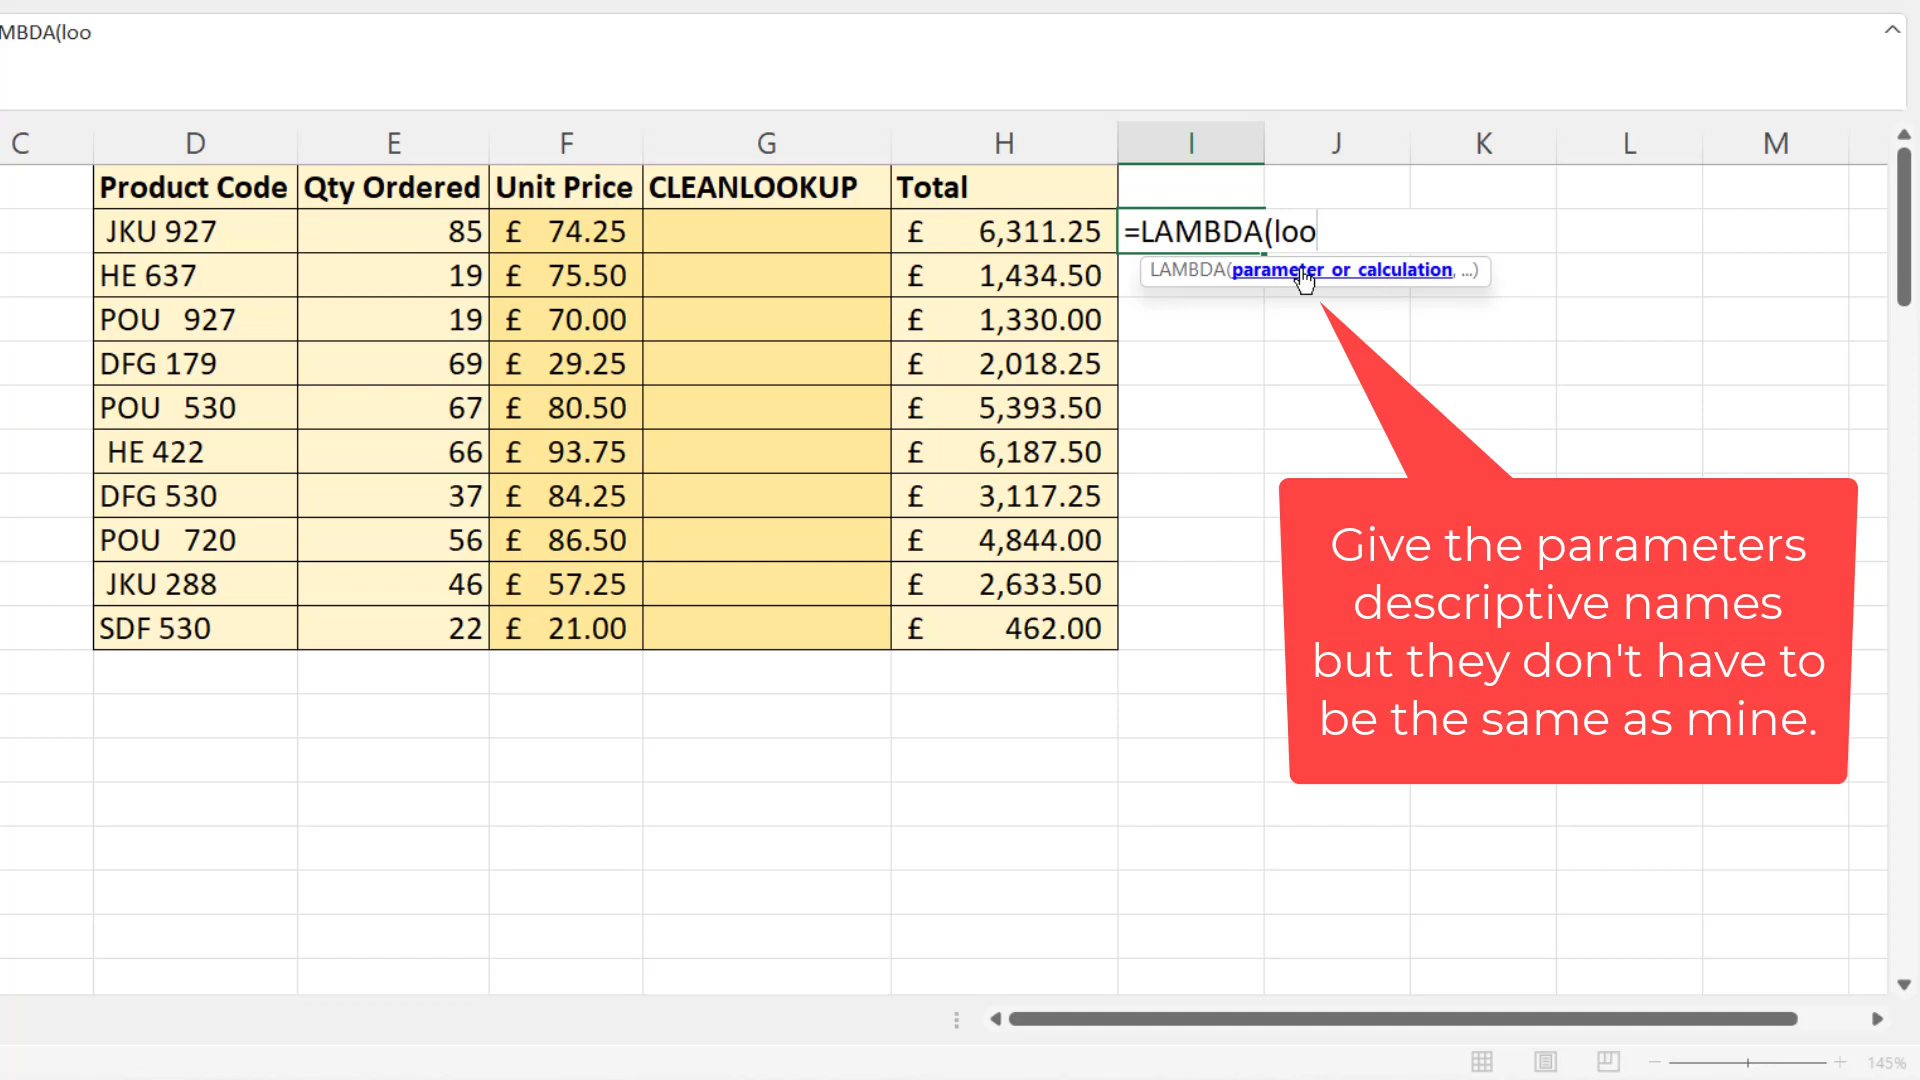 MBDA(loo
C D E F G H I J K L M
Product Code Qty Ordered Unit Price CLEANLOOKUP Total
JKU 927 85 £ 74.25 £ 6,311.25 =LAMBDA(loo
LAMBDA(parameter_or_calculation, ...)
HE 637 19 £ 75.50 £ 1,434.50
POU   927 19 £ 70.00 £ 1,330.00
DFG 179 69 £ 29.25 £ 2,018.25
POU   530 67 £ 80.50 £ 5,393.50
HE 422 66 £ 93.75 £ 6,187.50
DFG 530 37 £ 84.25 £ 3,117.25
POU   720 56 £ 86.50 £ 4,844.00
JKU 288 46 £ 57.25 £ 2,633.50
SDF 530 22 £ 21.00 £ 462.00
Give the parameters
descriptive names
but they don't have to
be the same as mine.
145%